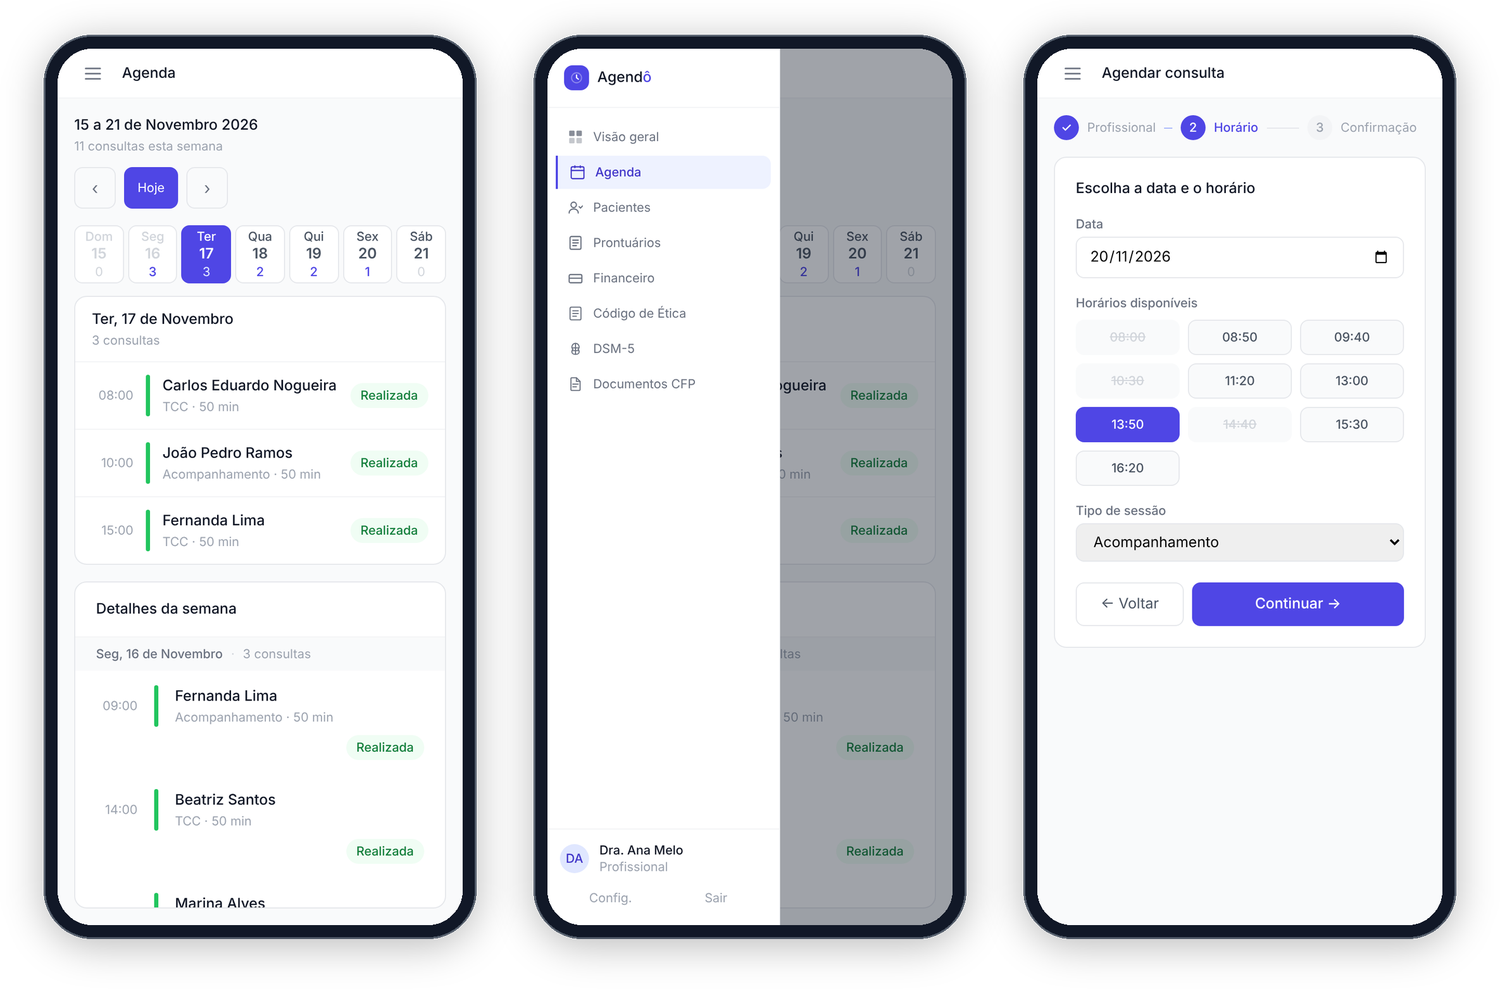 Agenda
15 a 21 de Novembro 2026
11 consultas esta semana
‹ Hoje ›
Dom Seg Ter Qua Qui Sex Sáb
15 16 17 18 19 20 21
0 3 3 2 2 1 0
Ter, 17 de Novembro
3 consultas
08:00 Carlos Eduardo Nogueira Realizada
TCC · 50 min
10:00 João Pedro Ramos Realizada
Acompanhamento · 50 min
15:00 Fernanda Lima Realizada
TCC · 50 min
Detalhes da semana
Seg, 16 de Novembro · 3 consultas
09:00 Fernanda Lima
Acompanhamento · 50 min
Realizada
14:00 Beatriz Santos
TCC · 50 min
Realizada
Marina Alves
Agendô
Visão geral
Agenda
Pacientes
Prontuários
Financeiro
Código de Ética
DSM-5
Documentos CFP
DA Dra. Ana Melo
Profissional
Config. Sair
Qui Sex Sáb
19 20 21
2 1 0
ogueira Realizada
s Realizada
0 min
Realizada
ltas
50 min
Realizada
Realizada
Agendar consulta
Profissional 2 Horário 3 Confirmação
Escolha a data e o horário
Data
20/11/2026
Horários disponíveis
08:00 08:50 09:40
10:30 11:20 13:00
13:50 14:40 15:30
16:20
Tipo de sessão
Acompanhamento
← Voltar Continuar →